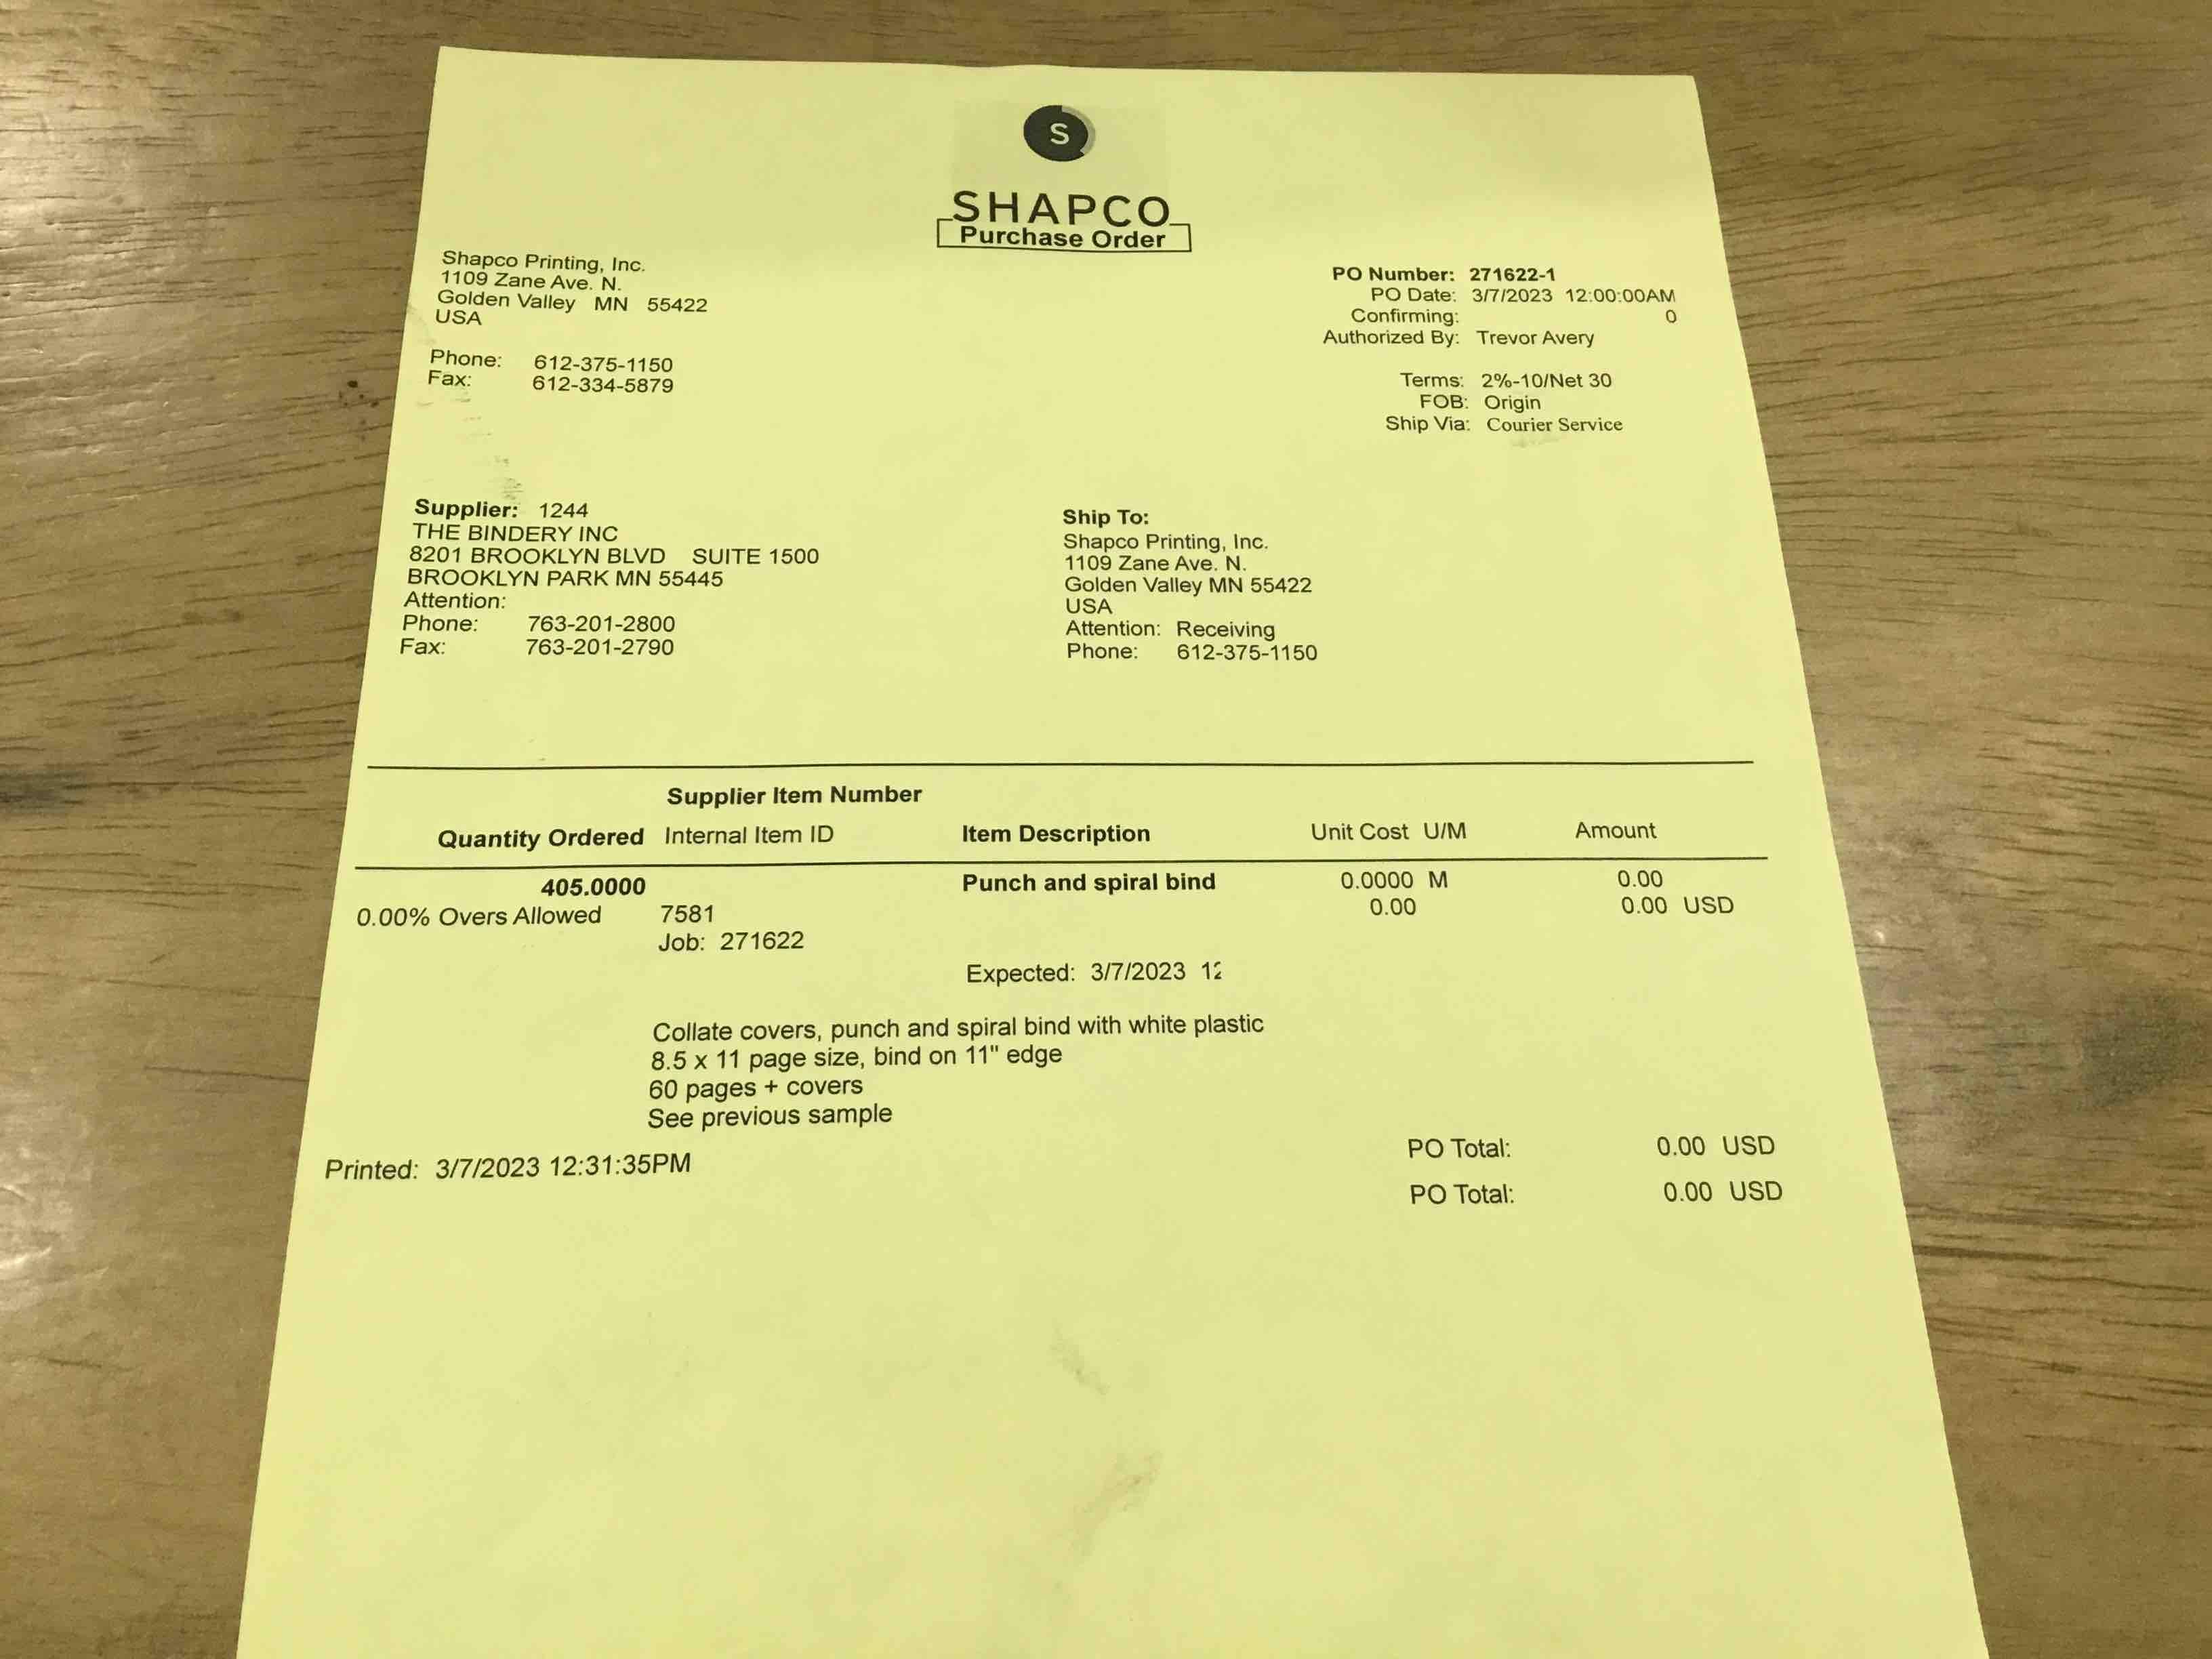 S
SHAPCO
Purchase Order
Shapco Printing, Inc.
1109 Zane Ave. N.
Golden Valley MN 55422
USA
Phone: 612-375-1150
Fax: 612-334-5879
PO Number: 271622-1
PO Date: 3/7/2023 12:00:00AM
Confirming: 0
Authorized By: Trevor Avery
Terms: 2%-10/Net 30
FOB: Origin
Ship Via: Courier Service
Supplier: 1244
THE BINDERY INC
8201 BROOKLYN BLVD SUITE 1500
BROOKLYN PARK MN 55445
Attention:
Phone: 763-201-2800
Fax: 763-201-2790
Ship To:
Shapco Printing, Inc.
1109 Zane Ave. N.
Golden Valley MN 55422
USA
Attention: Receiving
Phone: 612-375-1150
Supplier Item Number
Quantity Ordered Internal Item ID Item Description Unit Cost U/M Amount
405.0000 Punch and spiral bind 0.0000 M 0.00
0.00% Overs Allowed 7581 0.00 0.00 USD
Job: 271622
Expected: 3/7/2023 12
Collate covers, punch and spiral bind with white plastic
8.5 x 11 page size, bind on 11" edge
60 pages + covers
See previous sample
Printed: 3/7/2023 12:31:35PM
PO Total: 0.00 USD
PO Total: 0.00 USD